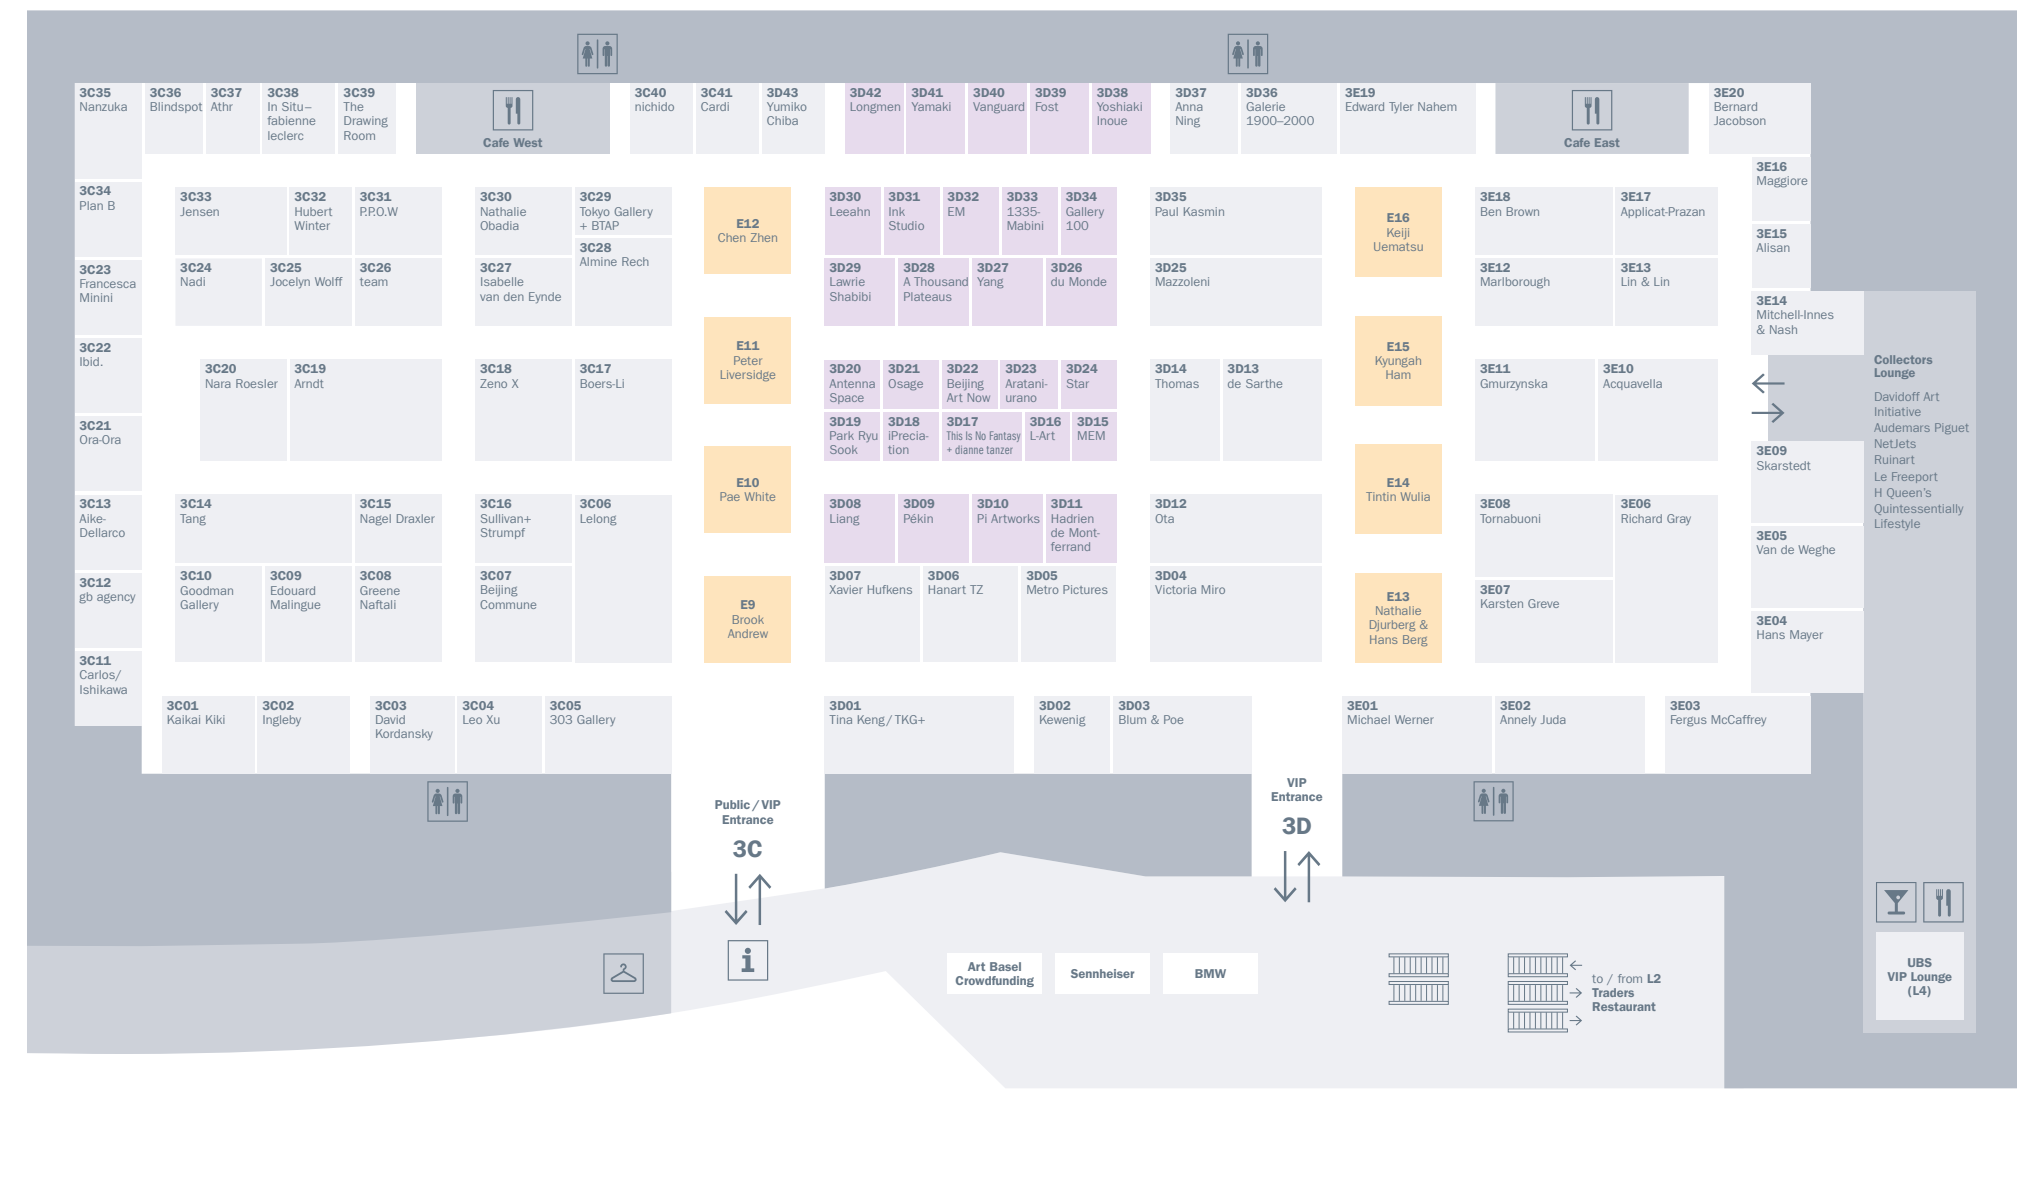 3C35
Nanzuka
3C36
Blindspot
3C37
Athr
3C38
In Situ–
fabienne
leclerc
3C39
The
Drawing
Room
Cafe West
3C40
nichido
3C41
Cardi
3D43
Yumiko
Chiba
3D42
Longmen
3D41
Yamaki
3D40
Vanguard
3D39
Fost
3D38
Yoshiaki
Inoue
3D37
Anna
Ning
3D36
Galerie
1900–2000
3E19
Edward Tyler Nahem
Cafe East
3E20
Bernard
Jacobson
3C34
Plan B
3C33
Jensen
3C32
Hubert
Winter
3C31
P.P.O.W
3C30
Nathalie
Obadia
3C29
Tokyo Gallery
+ BTAP
3C28
Almine Rech
E12
Chen Zhen
3D30
Leeahn
3D31
Ink
Studio
3D32
EM
3D33
1335-
Mabini
3D34
Gallery
100
3D35
Paul Kasmin
E16
Keiji
Uematsu
3E18
Ben Brown
3E17
Applicat-Prazan
3E16
Maggiore
3E15
Alisan
3C23
Francesca
Minini
3C24
Nadi
3C25
Jocelyn Wolff
3C26
team
3C27
Isabelle
van den Eynde
3D29
Lawrie
Shabibi
3D28
A Thousand
Plateaus
3D27
Yang
3D26
du Monde
3D25
Mazzoleni
3E12
Marlborough
3E13
Lin & Lin
3E14
Mitchell-Innes
& Nash
3C22
Ibid.
3C20
Nara Roesler
3C19
Arndt
3C18
Zeno X
3C17
Boers-Li
E11
Peter
Liversidge
3D20
Antenna
Space
3D21
Osage
3D22
Beijing
Art Now
3D23
Aratani-
urano
3D24
Star
3D14
Thomas
3D13
de Sarthe
E15
Kyungah
Ham
3E11
Gmurzynska
3E10
Acquavella
Collectors
Lounge
Davidoff Art
Initiative
Audemars Piguet
NetJets
Ruinart
Le Freeport
H Queen's
Quintessentially
Lifestyle
3C21
Ora-Ora
3D19
Park Ryu
Sook
3D18
iPrecia-
tion
3D17
This Is No Fantasy
+ dianne tanzer
3D16
L-Art
3D15
MEM
3E09
Skarstedt
3C13
Aike-
Dellarco
3C14
Tang
3C15
Nagel Draxler
3C16
Sullivan+
Strumpf
3C06
Lelong
E10
Pae White
3D08
Liang
3D09
Pékin
3D10
Pi Artworks
3D11
Hadrien
de Mont-
ferrand
3D12
Ota
E14
Tintin Wulia
3E08
Tornabuoni
3E06
Richard Gray
3E05
Van de Weghe
3C12
gb agency
3C10
Goodman
Gallery
3C09
Edouard
Malingue
3C08
Greene
Naftali
3C07
Beijing
Commune
E9
Brook
Andrew
3D07
Xavier Hufkens
3D06
Hanart TZ
3D05
Metro Pictures
3D04
Victoria Miro
E13
Nathalie
Djurberg &
Hans Berg
3E07
Karsten Greve
3E04
Hans Mayer
3C11
Carlos/
Ishikawa
3C01
Kaikai Kiki
3C02
Ingleby
3C03
David
Kordansky
3C04
Leo Xu
3C05
303 Gallery
3D01
Tina Keng/TKG+
3D02
Kewenig
3D03
Blum & Poe
3E01
Michael Werner
3E02
Annely Juda
3E03
Fergus McCaffrey
Public/VIP
Entrance
3C
VIP
Entrance
3D
i
Art Basel
Crowdfunding
Sennheiser
BMW
to / from L2
Traders
Restaurant
UBS
VIP Lounge
(L4)